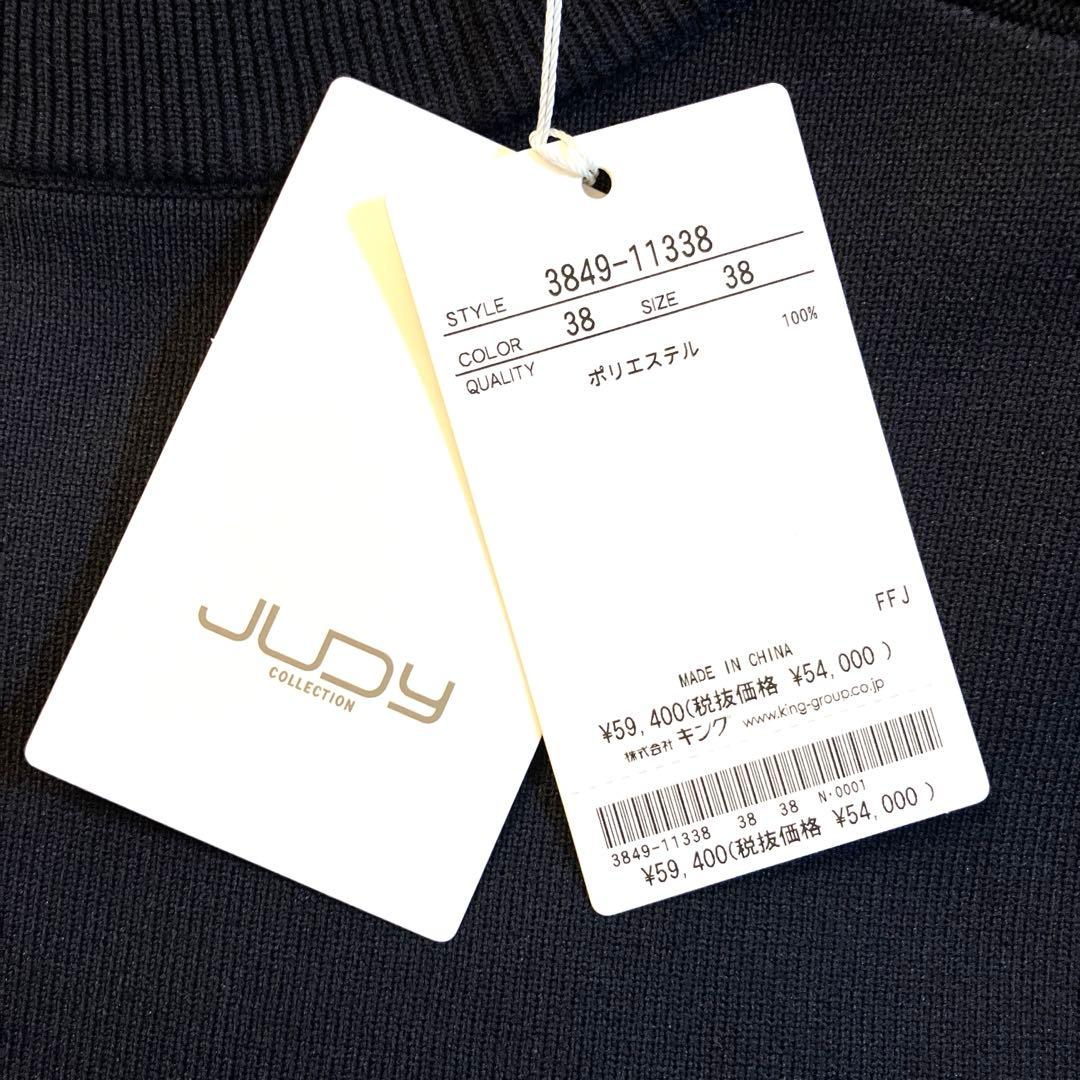 JUDY
COLLECTION
STYLE 3849-11338
COLOR 38 SIZE 38
QUALITY ポリエステル 100%
FFJ
MADE IN CHINA
¥59,400(税抜価格 ¥54,000 )
株式会社 キング www.king-group.co.jp
3849-11338 38 38 N・0001
¥59,400(税抜価格 ¥54,000 )